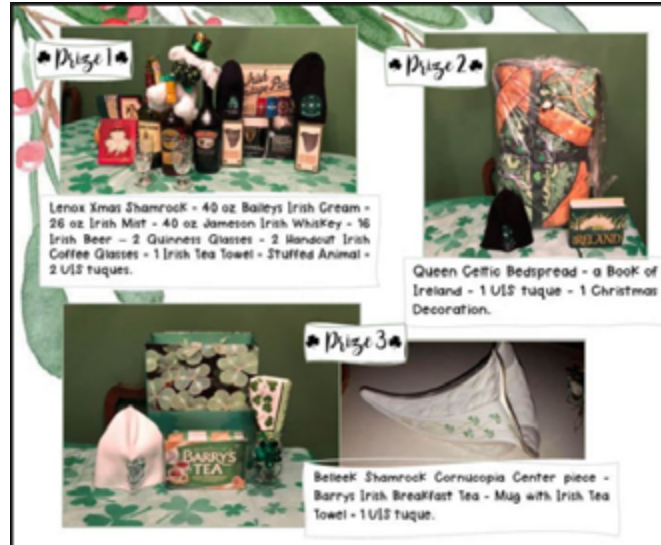 Prize 1
Lenox Xmas Shamrock - 40 oz Baileys Irish Cream -
26 oz Irish Mist - 40 oz Jameson Irish Whiskey - 16
Irish Beer - 2 Guinness Glasses - 2 Handcut Irish
Coffee Glasses - 1 Irish Tea Towel - Stuffed Animal -
2 UIS tuques.
Prize 2
IRELAND
Queen Celtic Bedspread - a Book of
Ireland - 1 UIS tuque - 1 Christmas
Decoration.
Prize 3
BARRY'S
TEA
Belleek Shamrock Cornucopia Center piece -
Barrys Irish Breakfast Tea - Mug with Irish Tea
Towel - 1 UIS tuque.